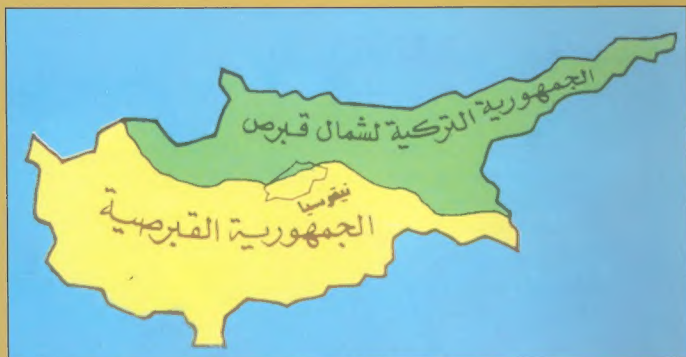 الجمهورية التركية لشمال قبرص
نيقوسيا
الجمهورية القبرصية